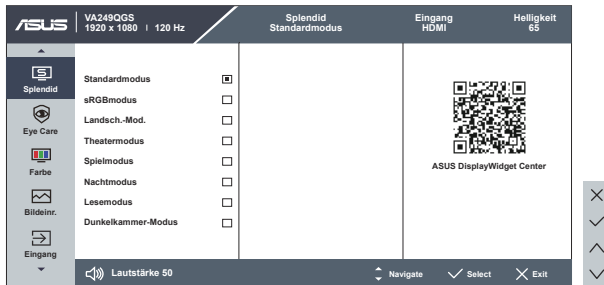 ASUS
VA249QGS
1920 x 1080 | 120 Hz
Splendid
Standardmodus
Eingang
HDMI
Helligkeit
65
Splendid
Eye Care
Farbe
Bildeinr.
Eingang
Standardmodus
sRGBmodus
Landsch.-Mod.
Theatermodus
Spielmodus
Nachtmodus
Lesemodus
Dunkelkammer-Modus
ASUS DisplayWidget Center
Lautstärke 50
Navigate
Select
Exit